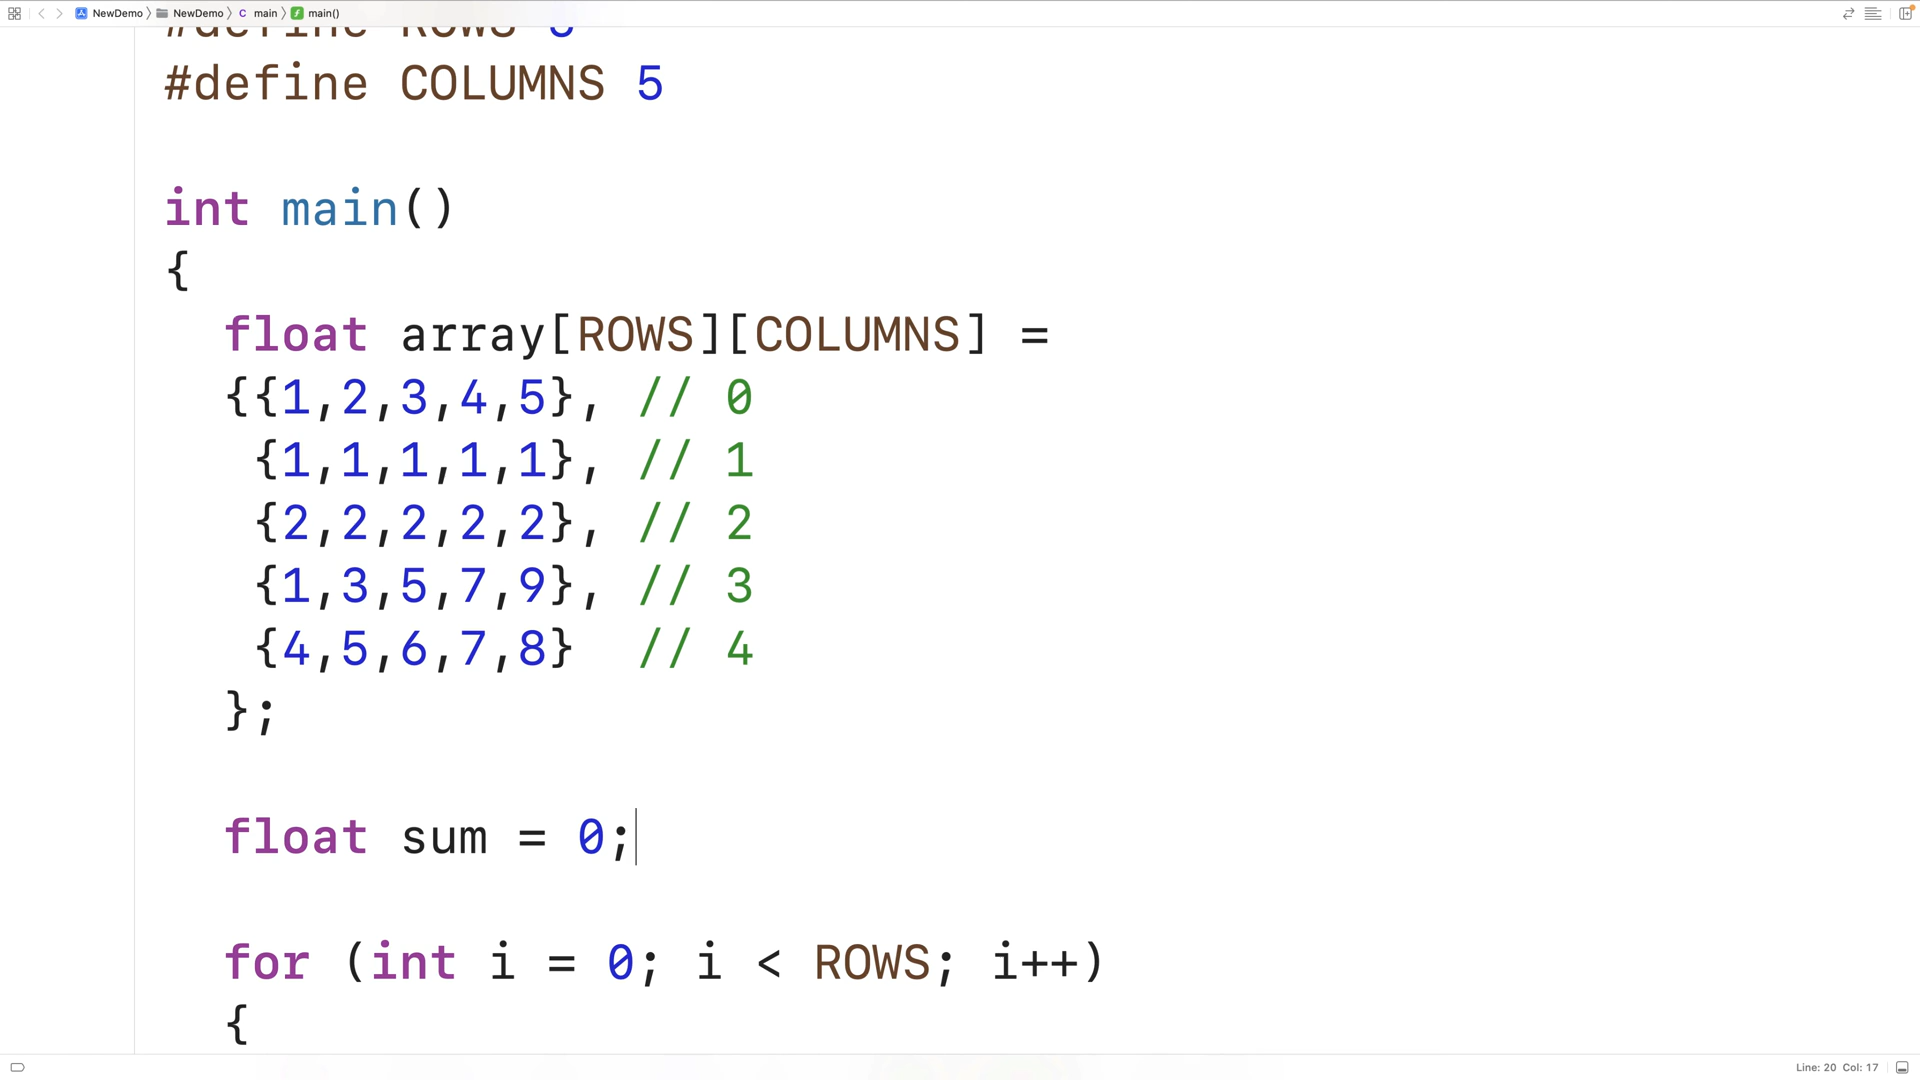 NewDemo NewDemo C main f main()
#define ROWS
#define COLUMNS 5
int main()
{
float array[ROWS][COLUMNS] =
{{1,2,3,4,5}, // 0
{1,1,1,1,1}, // 1
{2,2,2,2,2}, // 2
{1,3,5,7,9}, // 3
{4,5,6,7,8} // 4
};
float sum = 0;
for (int i = 0; i < ROWS; i++)
{
Line: 20 Col: 17